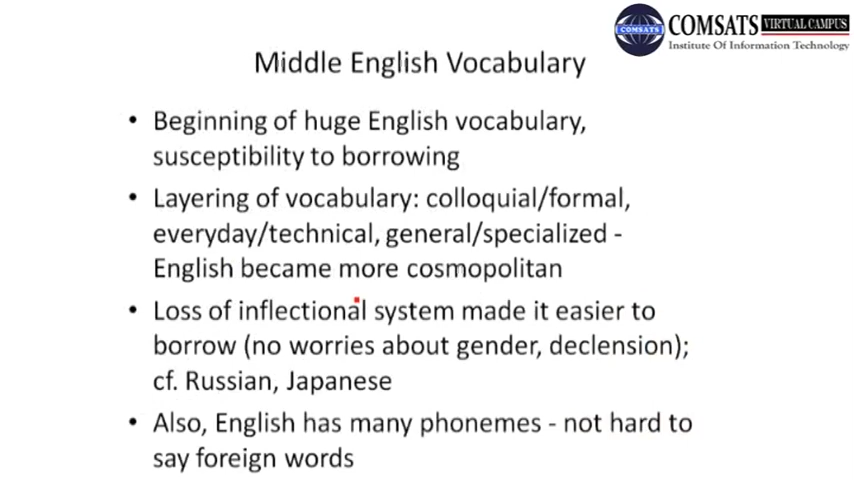 COMSATS
COMSATS VIRTUAL CAMPUS
Institute Of Information Technology
Middle English Vocabulary
• Beginning of huge English vocabulary,
susceptibility to borrowing
• Layering of vocabulary: colloquial/formal,
everyday/technical, general/specialized -
English became more cosmopolitan
• Loss of inflectional system made it easier to
borrow (no worries about gender, declension);
cf. Russian, Japanese
• Also, English has many phonemes - not hard to
say foreign words